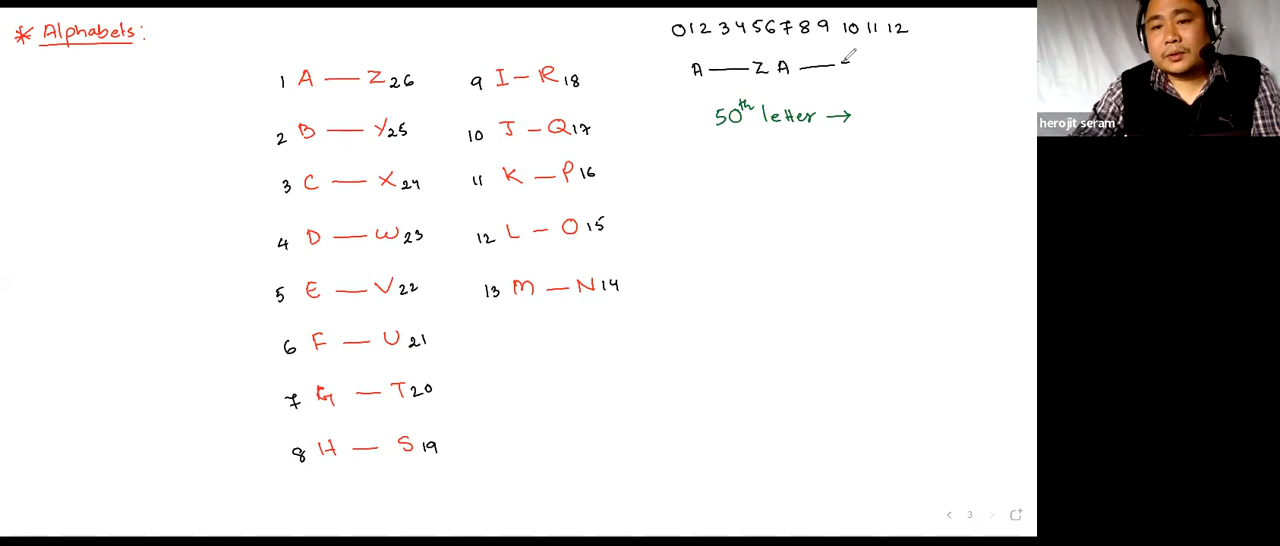 * Alphabets:
1 A — Z 26
2 B — Y 25
3 C — X 24
4 D — W 23
5 E — V 22
6 F — U 21
7 G — T 20
8 H — S 19
9 I — R 18
10 J — Q 17
11 K — P 16
12 L — O 15
13 M — N 14
0 1 2 3 4 5 6 7 8 9 10 11 12
A — Z A —
50th letter →
herojit seram
3